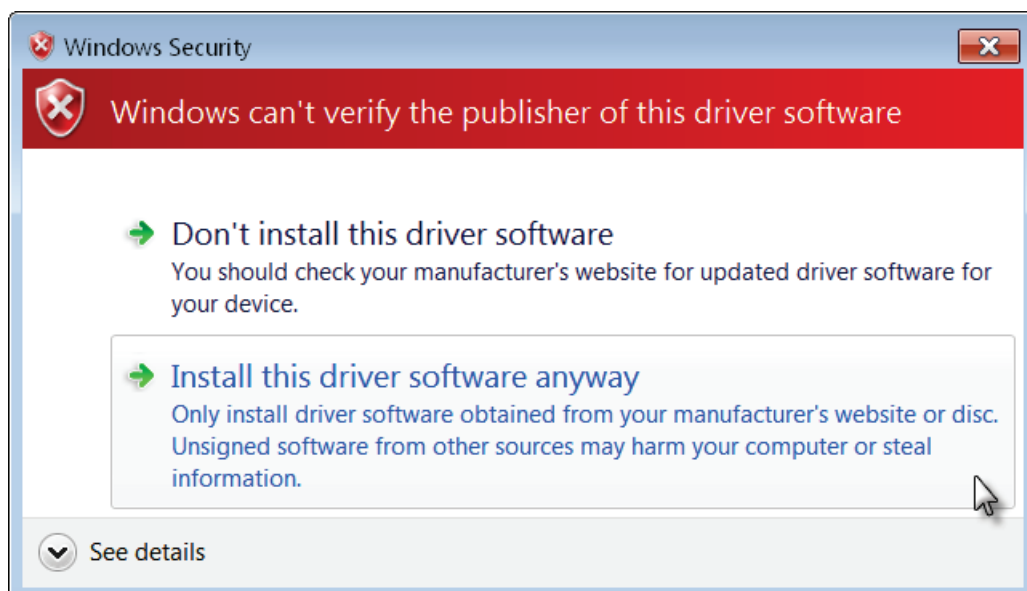 Windows Security
Windows can't verify the publisher of this driver software
Don't install this driver software
You should check your manufacturer's website for updated driver software for
your device.
Install this driver software anyway
Only install driver software obtained from your manufacturer's website or disc.
Unsigned software from other sources may harm your computer or steal
information.
See details